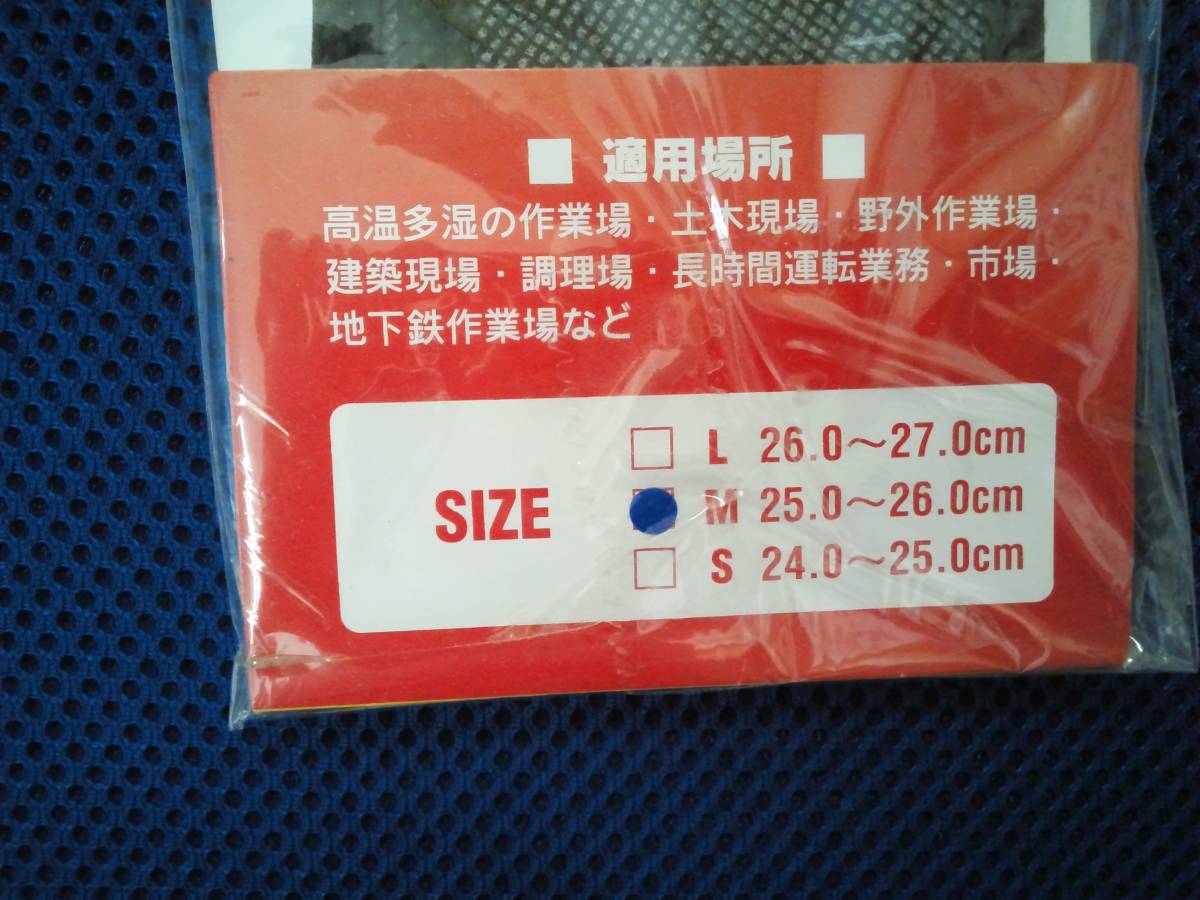 ■ 適用場所 ■
高温多湿の作業場・土木現場・野外作業場・
建築現場・調理場・長時間運転業務・市場・
地下鉄作業場など
SIZE
L 26.0～27.0cm
M 25.0～26.0cm
S 24.0～25.0cm